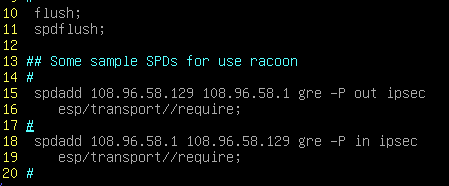 10 flush;
11 spdflush;
12
13 ## Some sample SPDs for use racoon
14 #
15 spdadd 108.96.58.129 108.96.58.1 gre -P out ipsec
16 esp/transport//require;
17 #
18 spdadd 108.96.58.1 108.96.58.129 gre -P in ipsec
19 esp/transport//require;
20 #